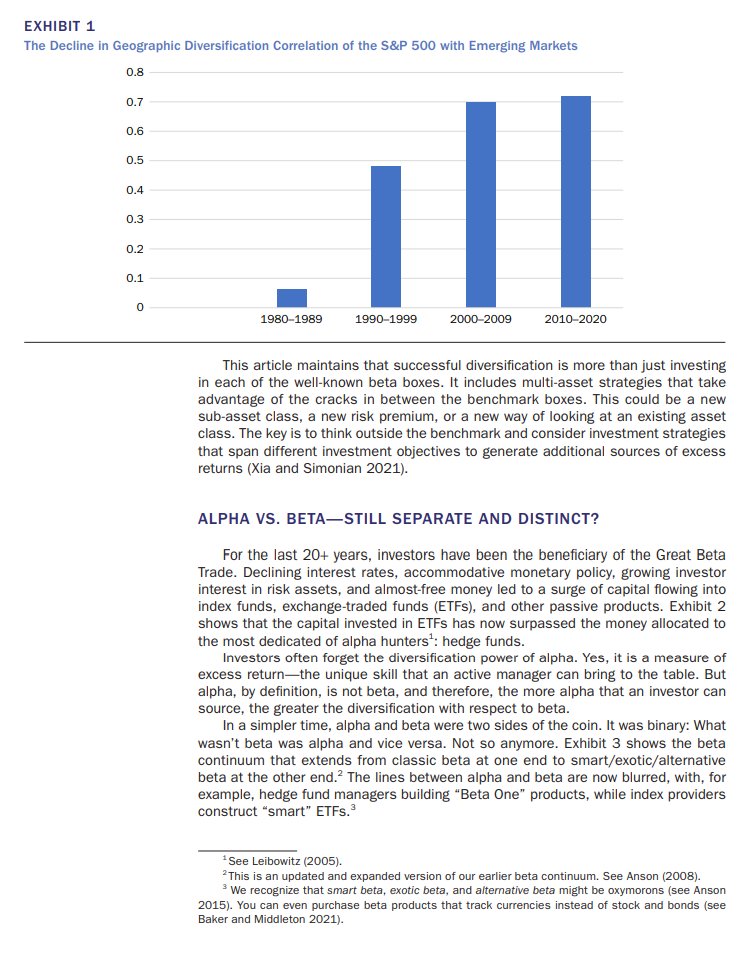 EXHIBIT 1
The Decline in Geographic Diversification Correlation of the S&P 500 with Emerging Markets
0.8
0.7
0.6
0.5
0.4
0.3
0.2
0.1
0
1980–1989 1990–1999 2000–2009 2010–2020
This article maintains that successful diversification is more than just investing
in each of the well-known beta boxes. It includes multi-asset strategies that take
advantage of the cracks in between the benchmark boxes. This could be a new
sub-asset class, a new risk premium, or a new way of looking at an existing asset
class. The key is to think outside the benchmark and consider investment strategies
that span different investment objectives to generate additional sources of excess
returns (Xia and Simonian 2021).
ALPHA VS. BETA—STILL SEPARATE AND DISTINCT?
For the last 20+ years, investors have been the beneficiary of the Great Beta
Trade. Declining interest rates, accommodative monetary policy, growing investor
interest in risk assets, and almost-free money led to a surge of capital flowing into
index funds, exchange-traded funds (ETFs), and other passive products. Exhibit 2
shows that the capital invested in ETFs has now surpassed the money allocated to
the most dedicated of alpha hunters¹: hedge funds.
Investors often forget the diversification power of alpha. Yes, it is a measure of
excess return—the unique skill that an active manager can bring to the table. But
alpha, by definition, is not beta, and therefore, the more alpha that an investor can
source, the greater the diversification with respect to beta.
In a simpler time, alpha and beta were two sides of the coin. It was binary: What
wasn't beta was alpha and vice versa. Not so anymore. Exhibit 3 shows the beta
continuum that extends from classic beta at one end to smart/exotic/alternative
beta at the other end.² The lines between alpha and beta are now blurred, with, for
example, hedge fund managers building “Beta One” products, while index providers
construct “smart” ETFs.³
¹ See Leibowitz (2005).
² This is an updated and expanded version of our earlier beta continuum. See Anson (2008).
³ We recognize that smart beta, exotic beta, and alternative beta might be oxymorons (see Anson
2015). You can even purchase beta products that track currencies instead of stock and bonds (see
Baker and Middleton 2021).